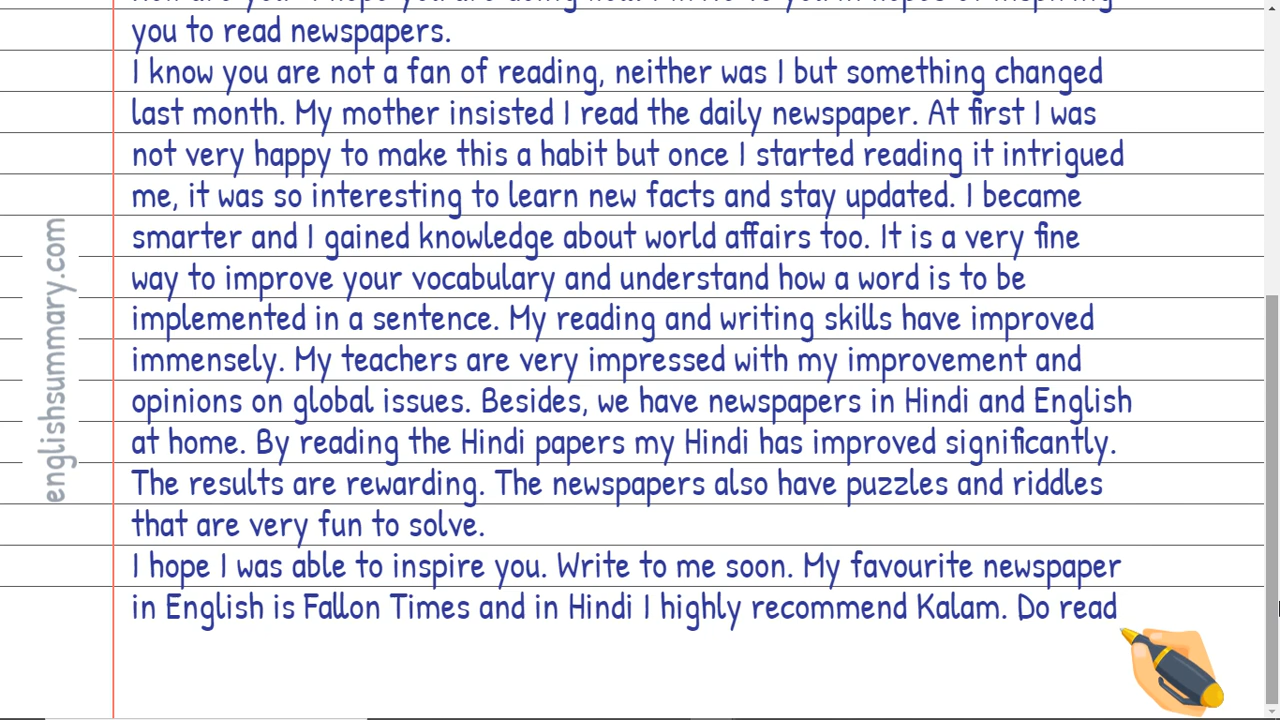 you to read newspapers.
I know you are not a fan of reading, neither was I but something changed
last month. My mother insisted I read the daily newspaper. At first I was
not very happy to make this a habit but once I started reading it intrigued
me, it was so interesting to learn new facts and stay updated. I became
smarter and I gained knowledge about world affairs too. It is a very fine
way to improve your vocabulary and understand how a word is to be
implemented in a sentence. My reading and writing skills have improved
immensely. My teachers are very impressed with my improvement and
opinions on global issues. Besides, we have newspapers in Hindi and English
at home. By reading the Hindi papers my Hindi has improved significantly.
The results are rewarding. The newspapers also have puzzles and riddles
that are very fun to solve.
I hope I was able to inspire you. Write to me soon. My favourite newspaper
in English is Fallon Times and in Hindi I highly recommend Kalam. Do read
englishsummary.com